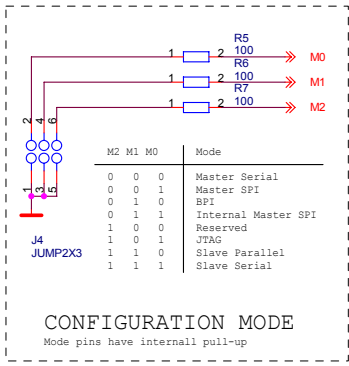 R5
1 2 100 M0
R6
1 2 100 M1
R7
1 2 100 M2
2 4 6
1 3 5
J4
JUMP2X3
M2 M1 M0 Mode
0 0 0 Master Serial
0 0 1 Master SPI
0 1 0 BPI
0 1 1 Internal Master SPI
1 0 0 Reserved
1 0 1 JTAG
1 1 0 Slave Parallel
1 1 1 Slave Serial
CONFIGURATION MODE
Mode pins have internall pull-up